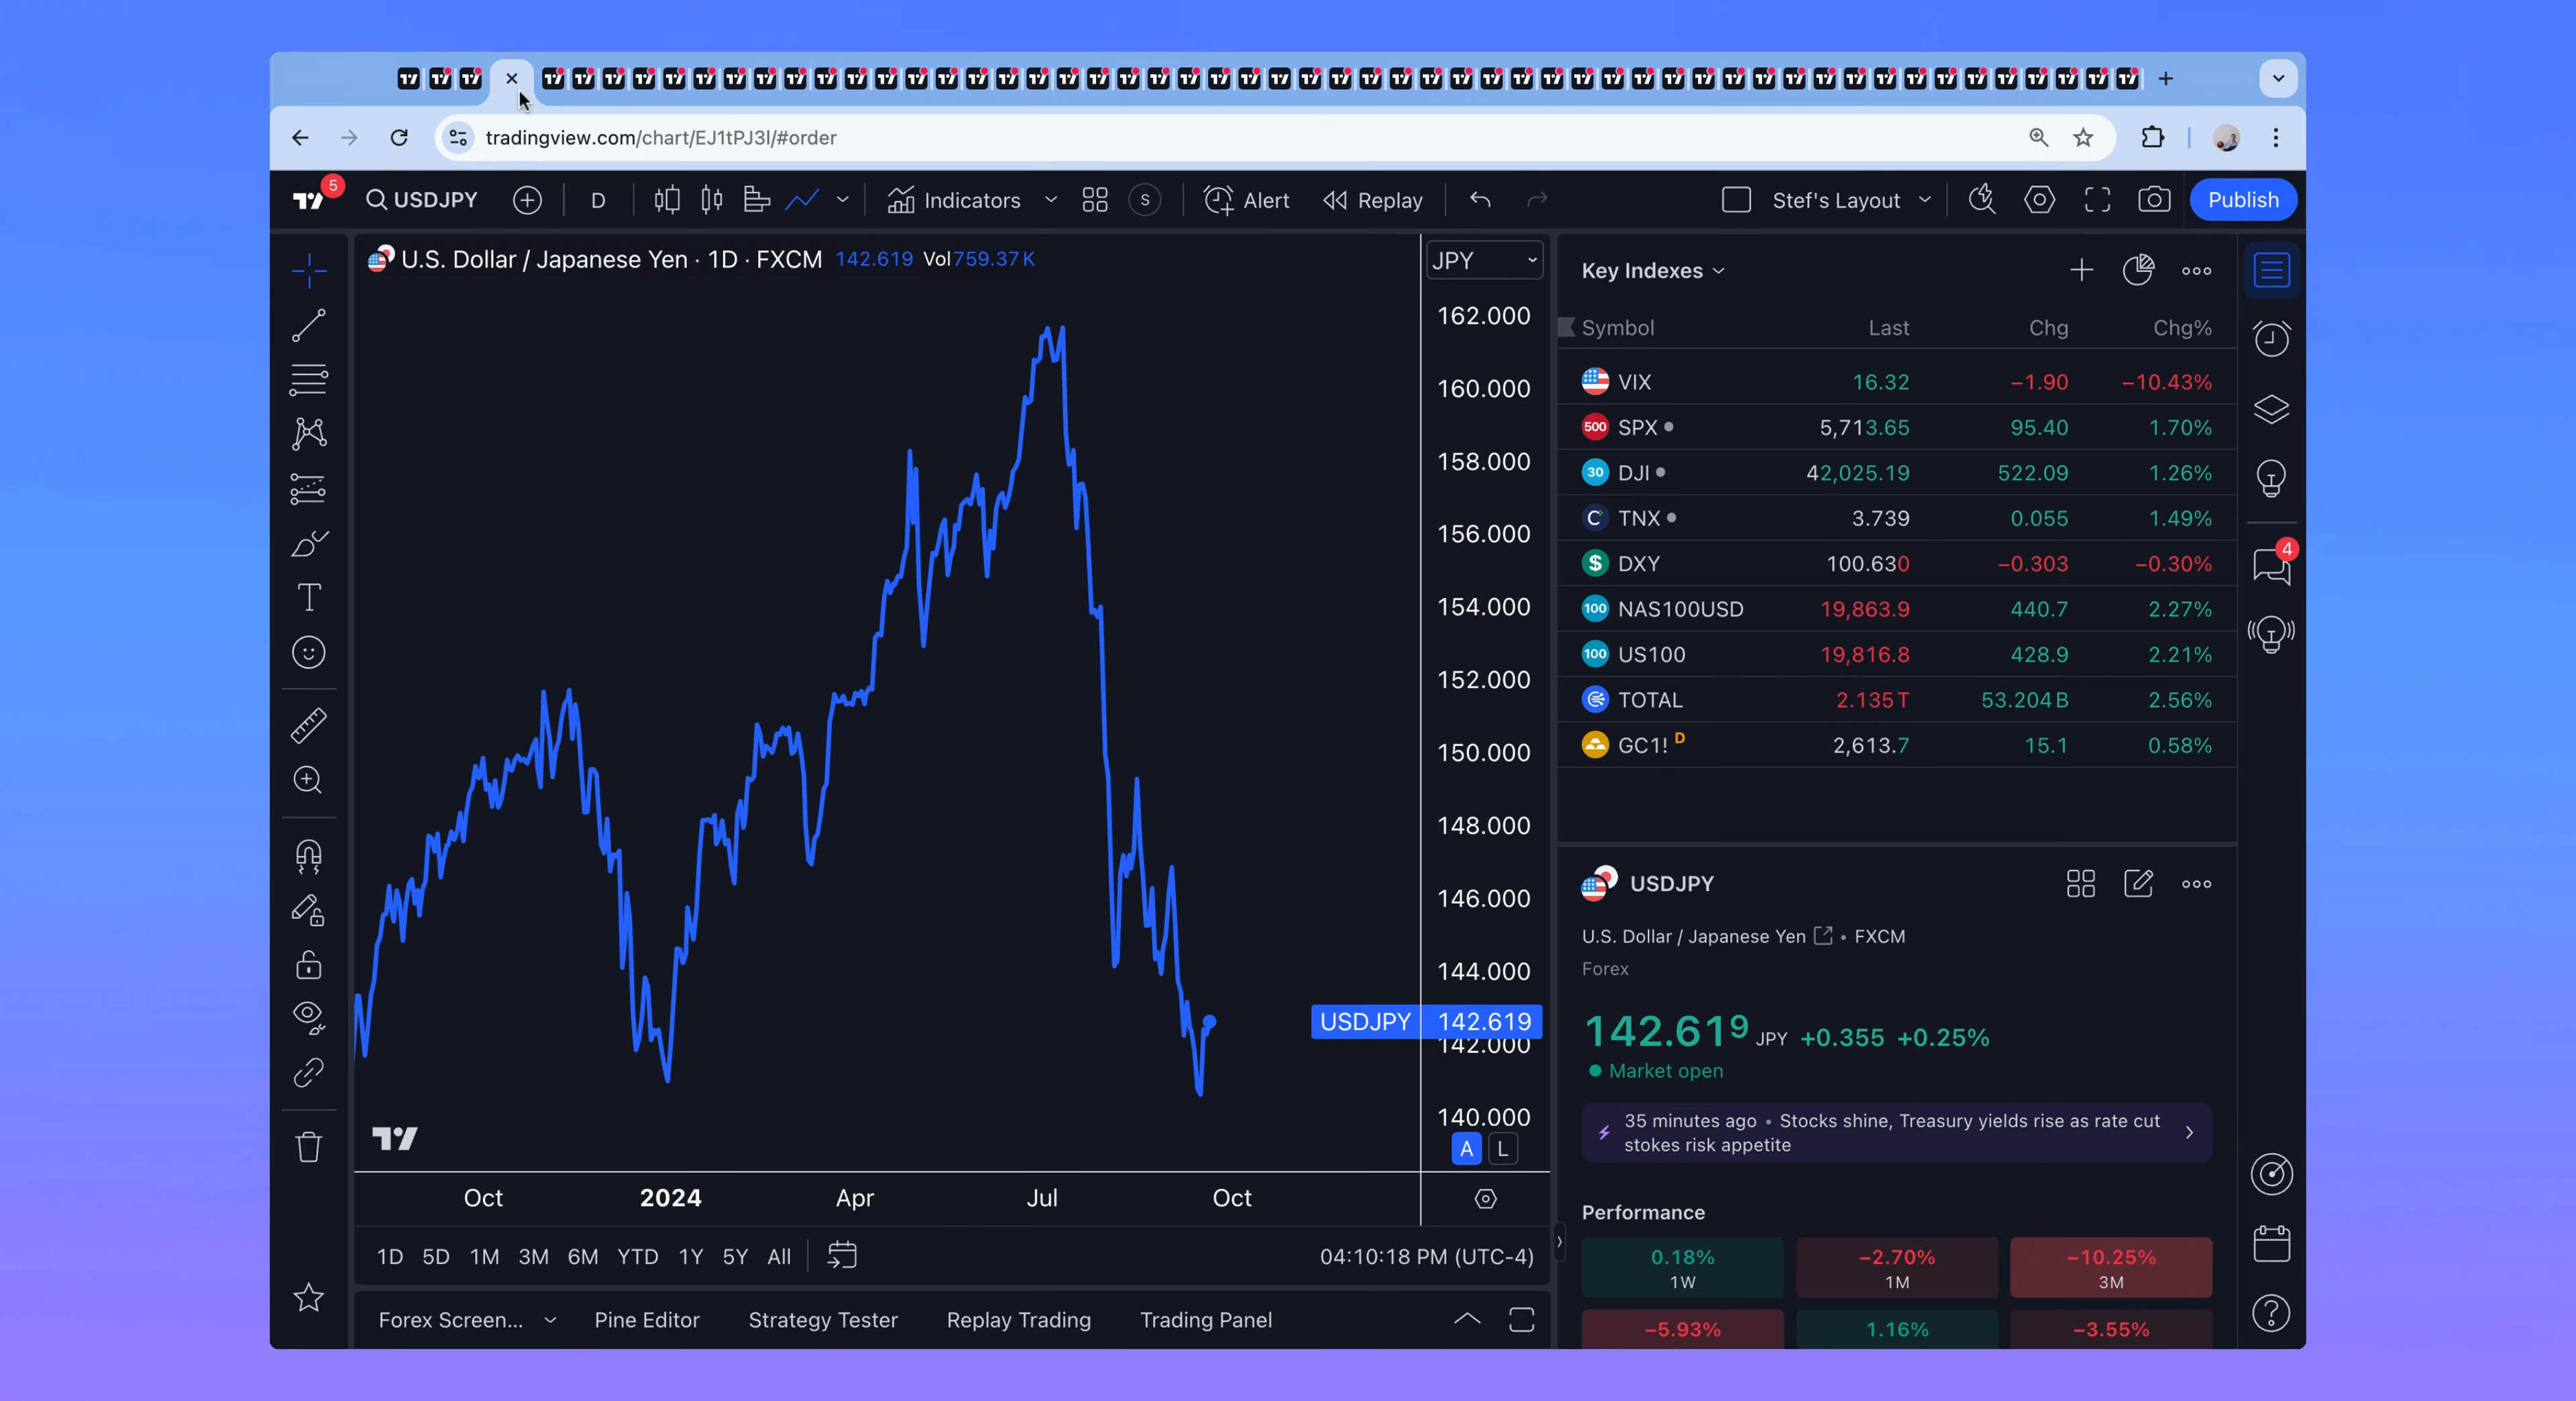 tradingview.com/chart/EJ1tPJ3l/#order
5
USDJPY
D
Indicators
S
Alert
Replay
Stef's Layout
Publish
U.S. Dollar / Japanese Yen · 1D · FXCM 142.619 Vol759.37K
JPY
162.000
160.000
158.000
156.000
154.000
152.000
150.000
148.000
146.000
144.000
USDJPY 142.619
142.000
140.000
A L
Oct 2024 Apr Jul Oct
1D 5D 1M 3M 6M YTD 1Y 5Y All
04:10:18 PM (UTC-4)
Forex Screen... Pine Editor Strategy Tester Replay Trading Trading Panel
Key Indexes
Symbol Last Chg Chg%
VIX 16.32 −1.90 −10.43%
500 SPX 5,713.65 95.40 1.70%
30 DJI 42,025.19 522.09 1.26%
C TNX 3.739 0.055 1.49%
$ DXY 100.630 −0.303 −0.30%
100 NAS100USD 19,863.9 440.7 2.27%
100 US100 19,816.8 428.9 2.21%
TOTAL 2.135T 53.204B 2.56%
GC1! D 2,613.7 15.1 0.58%
4
USDJPY
U.S. Dollar / Japanese Yen • FXCM
Forex
142.619 JPY +0.355 +0.25%
Market open
35 minutes ago • Stocks shine, Treasury yields rise as rate cut
stokes risk appetite
Performance
0.18% −2.70% −10.25%
1W 1M 3M
−5.93% 1.16% −3.55%